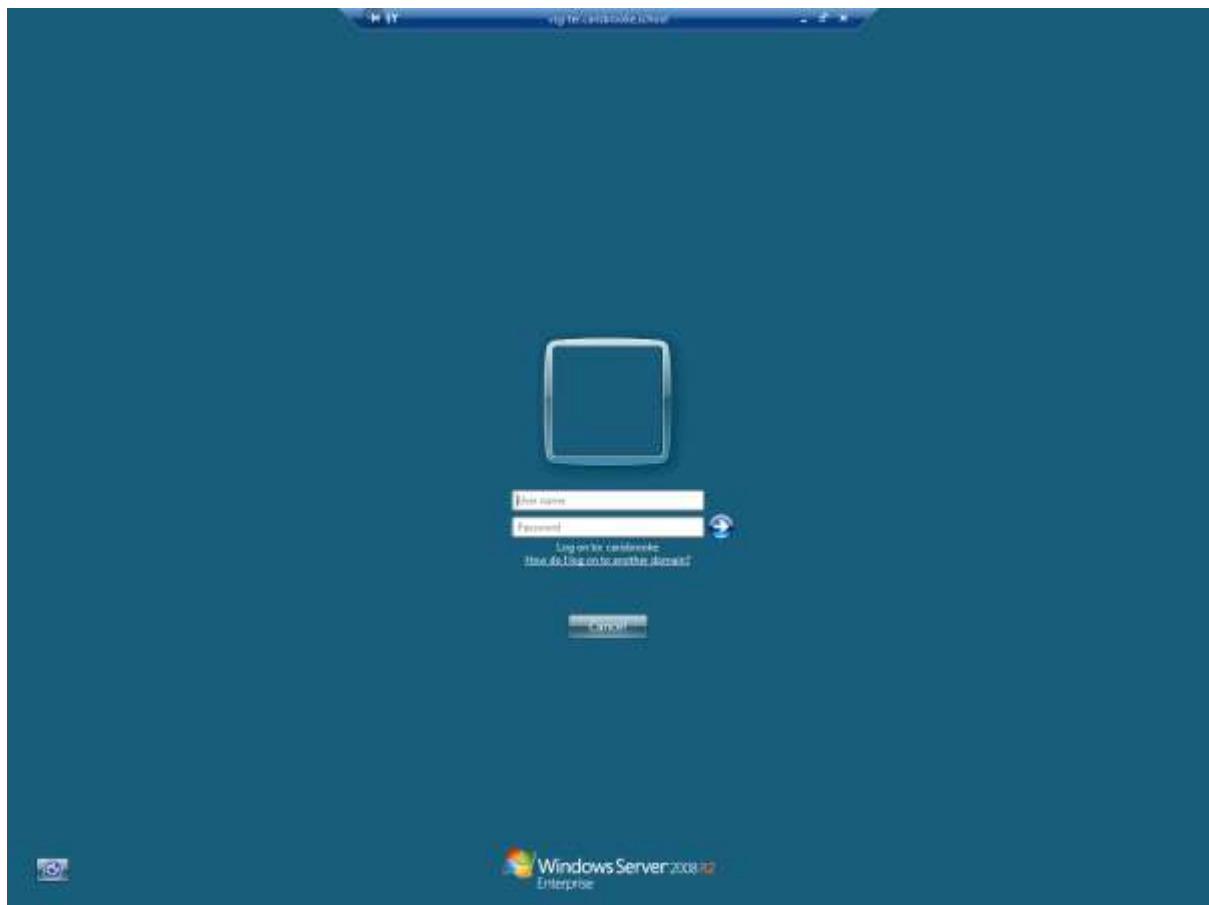 User name
Password
Log on to: carisbrooke
How do I log on to another domain?
Cancel
Windows Server 2008 R2
Enterprise